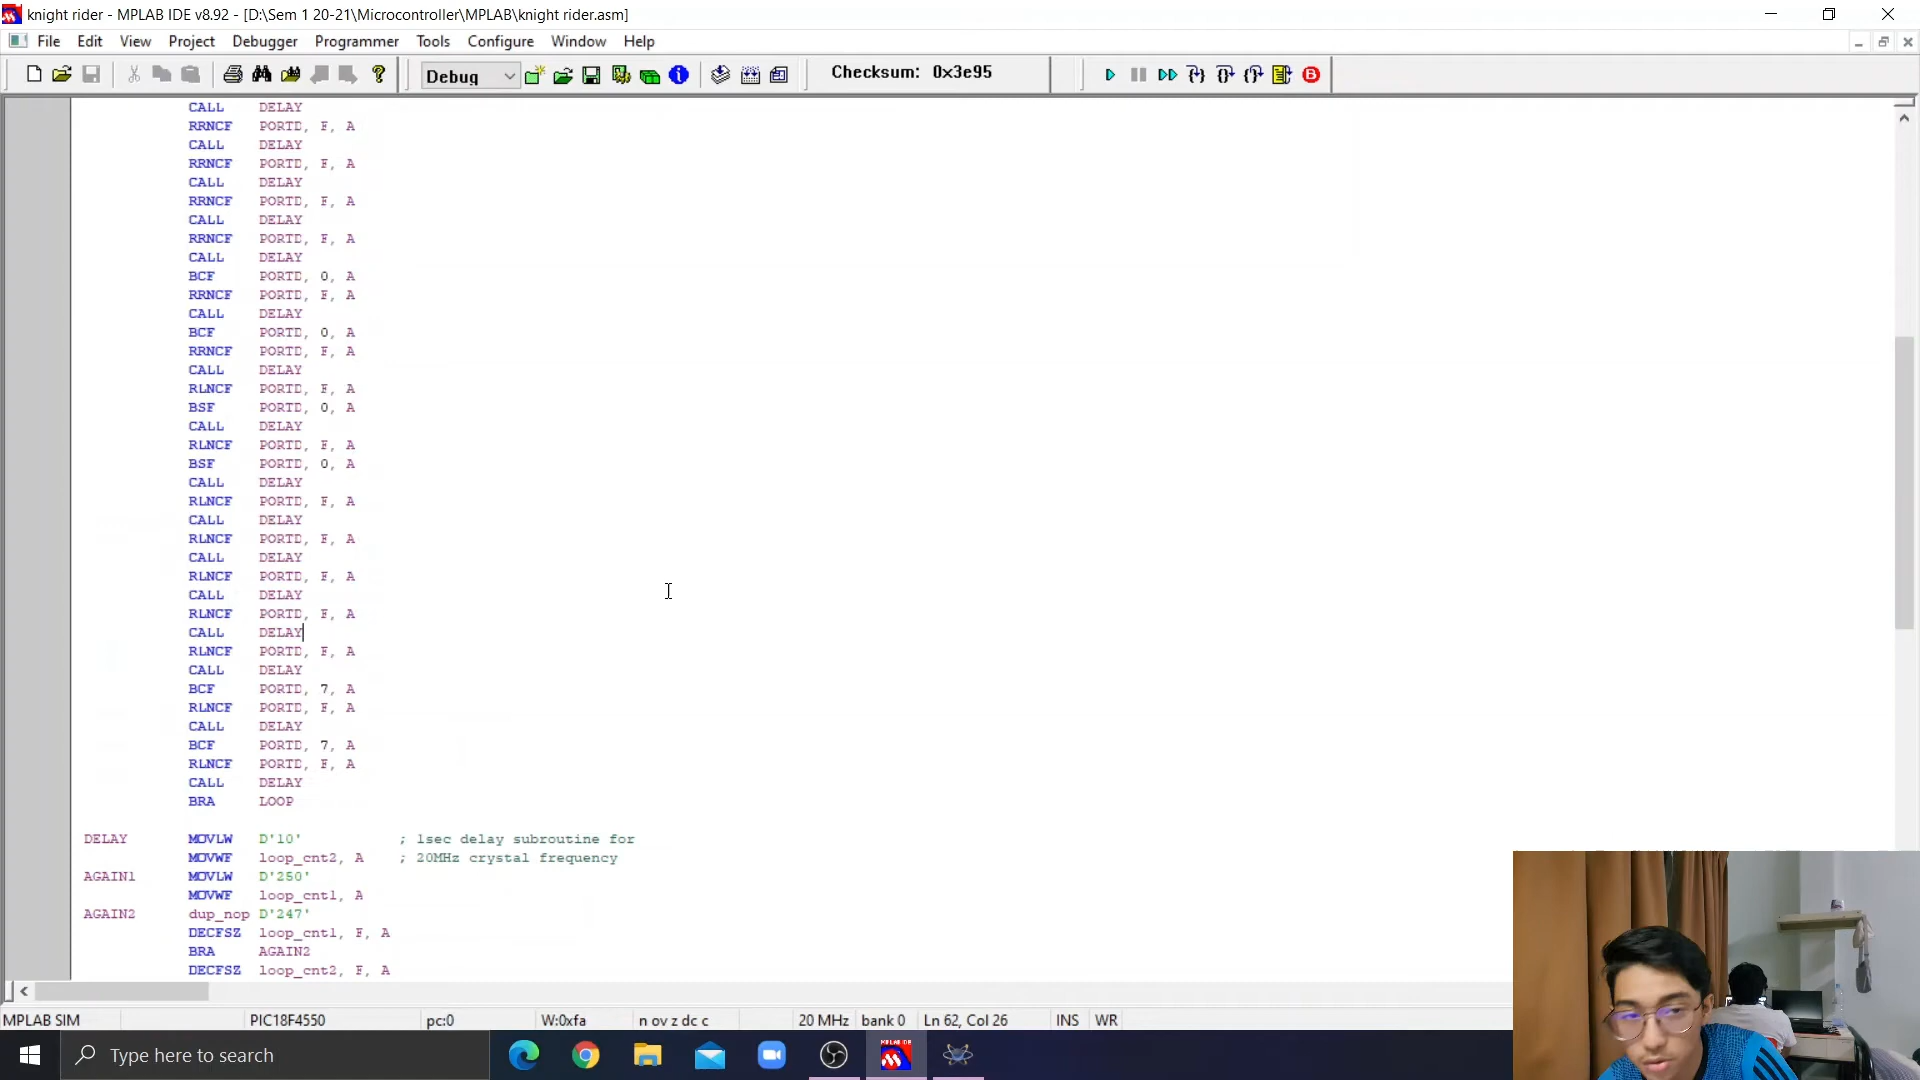 knight rider - MPLAB IDE v8.92 - [D:\Sem 1 20-21\Microcontroller\MPLAB\knight rider.asm]
File Edit View Project Debugger Programmer Tools Configure Window Help
Debug Checksum: 0x3e95
CALL DELAY
RRNCF PORTD, F, A
CALL DELAY
RRNCF PORTD, F, A
CALL DELAY
RRNCF PORTD, F, A
CALL DELAY
RRNCF PORTD, F, A
CALL DELAY
BCF PORTD, 0, A
RRNCF PORTD, F, A
CALL DELAY
BCF PORTD, 0, A
RRNCF PORTD, F, A
CALL DELAY
RLNCF PORTD, F, A
BSF PORTD, 0, A
CALL DELAY
RLNCF PORTD, F, A
BSF PORTD, 0, A
CALL DELAY
RLNCF PORTD, F, A
CALL DELAY
RLNCF PORTD, F, A
CALL DELAY
RLNCF PORTD, F, A
CALL DELAY
RLNCF PORTD, F, A
CALL DELAY
RLNCF PORTD, F, A
CALL DELAY
BCF PORTD, 7, A
RLNCF PORTD, F, A
CALL DELAY
BCF PORTD, 7, A
RLNCF PORTD, F, A
CALL DELAY
BRA LOOP
DELAY MOVLW D'10' ; 1sec delay subroutine for
MOVWF loop_cnt2, A ; 20MHz crystal frequency
AGAIN1 MOVLW D'250'
MOVWF loop_cnt1, A
AGAIN2 dup_nop D'247'
DECFSZ loop_cnt1, F, A
BRA AGAIN2
DECFSZ loop_cnt2, F, A
MPLAB SIM PIC18F4550 pc:0 W:0xfa n ov z dc c 20 MHz bank 0 Ln 62, Col 26 INS WR
Type here to search